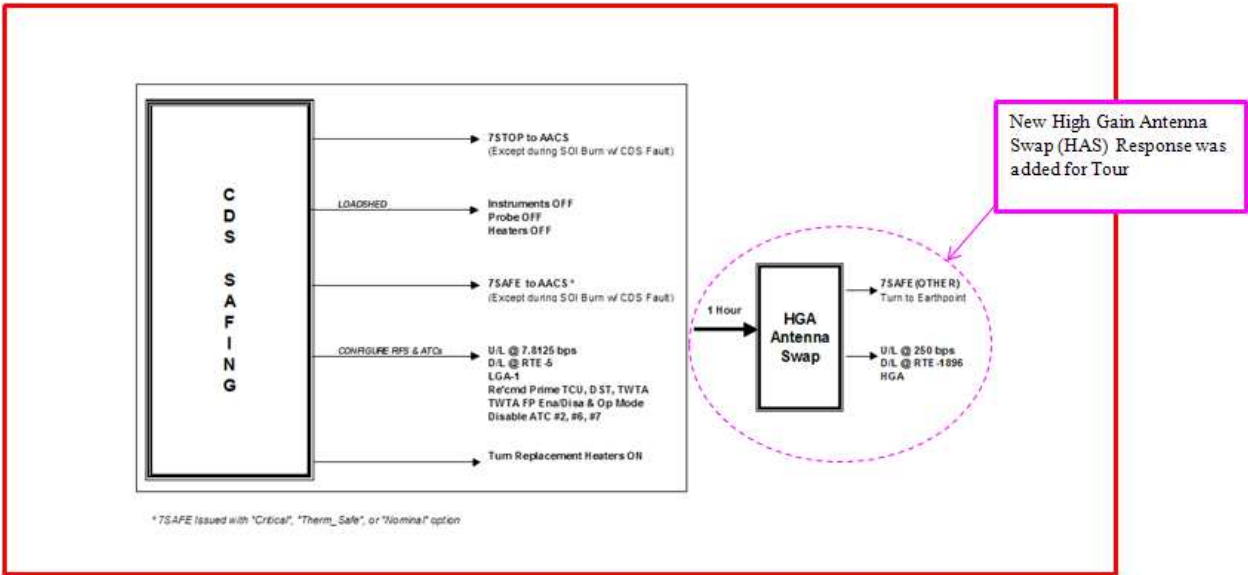 New High Gain Antenna
Swap (HAS) Response was
added for Tour
CDS SAFING
7STOP to AACS
(Except during SOI Burn w/ CDS Fault)
LOADSHED
Instruments OFF
Probe OFF
Heaters OFF
7SAFE to AACS *
(Except during SOI Burn w/ CDS Fault)
CONFIGURE RFS & ATCs
U/L @ 7.8125 bps
D/L @ RTE-5
LGA-1
Re'cmd Prime TCU, DST, TWTA
TWTA FP Ena/Disa & Op Mode
Disable ATC #2, #6, #7
Turn Replacement Heaters ON
1 Hour
HGA
Antenna
Swap
7SAFE (OTHER)
Turn to Earthpoint
U/L @ 250 bps
D/L @ RTE-1896
HGA
* 7SAFE Issued with "Critical", "Therm_Safe", or "Nominal" option